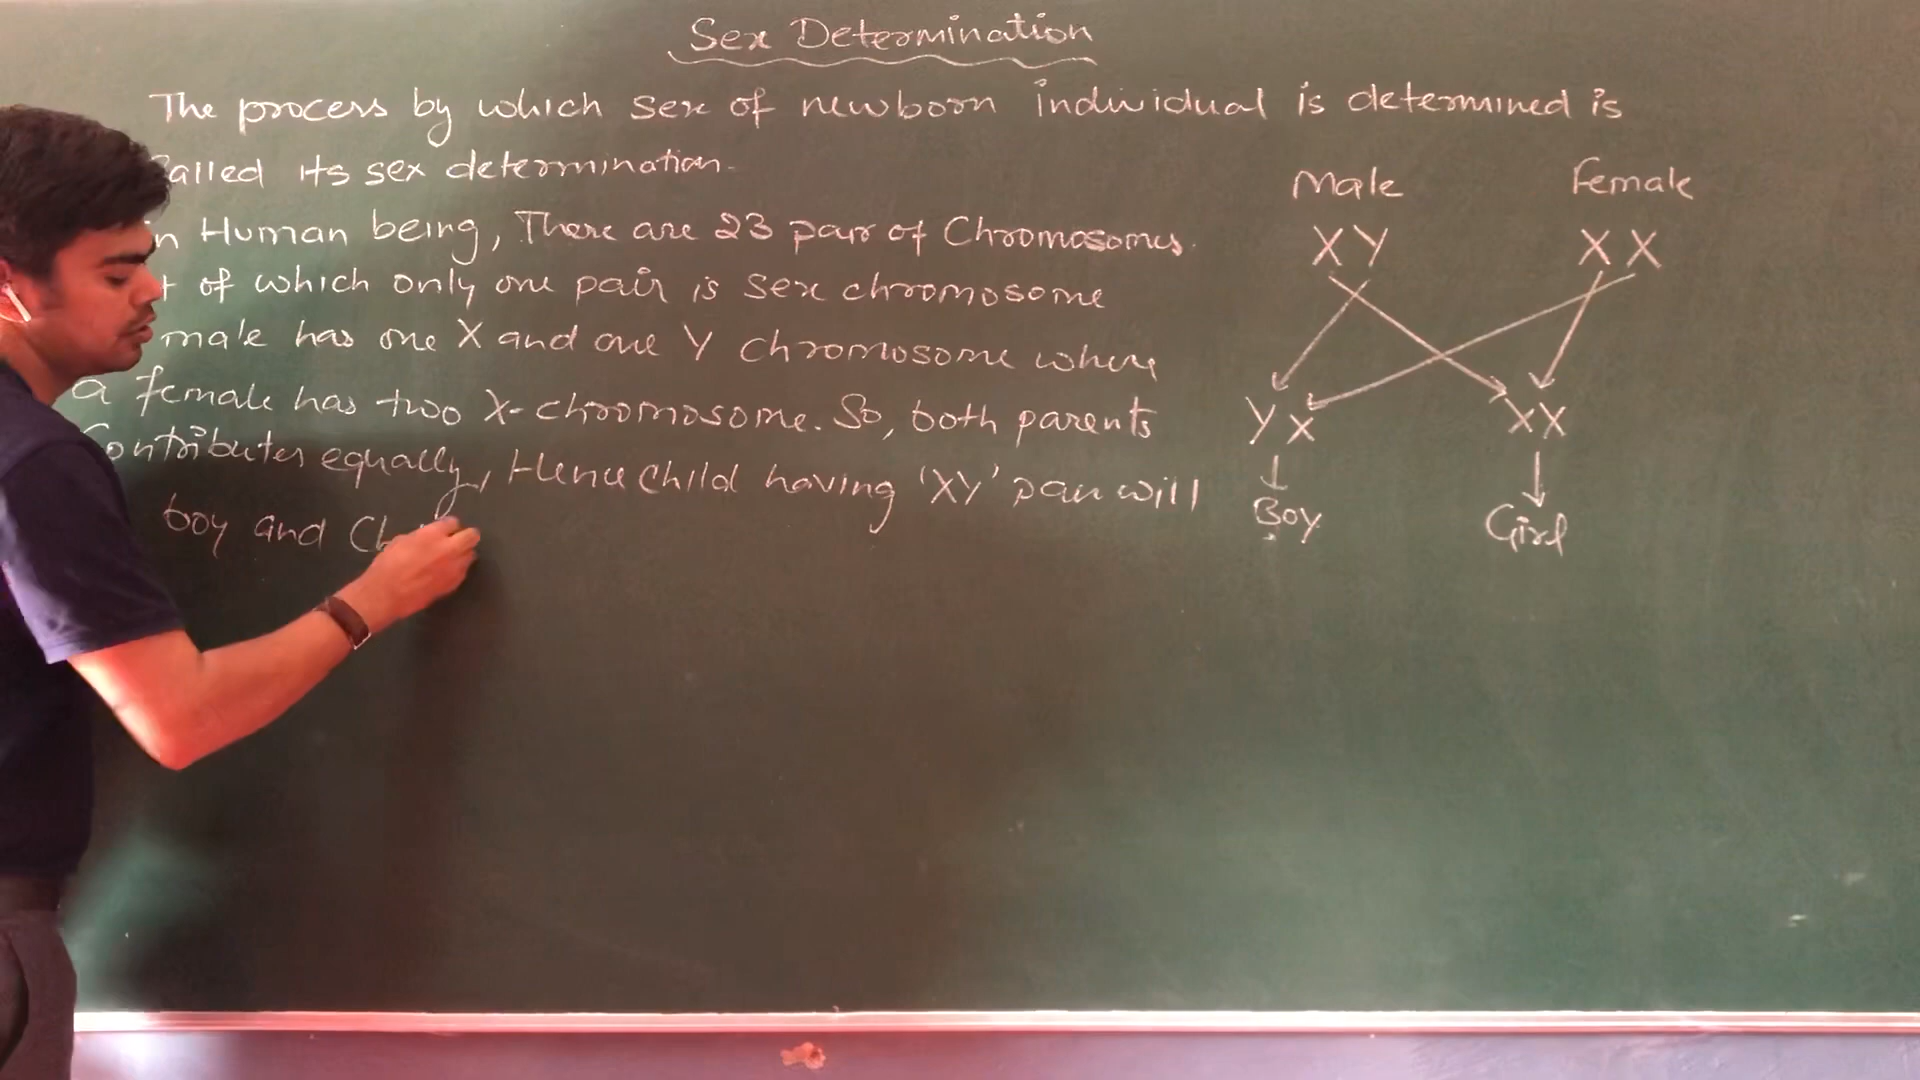 Sex Determination
The process by which sex of newborn individual is determined is
called its sex determination.
in Human being, There are 23 pair of Chromosomes.
of which only one pair is sex chromosome
male has one X and one Y chromosome where
a female has two X-chromosome. So, both parents
Contributes equally, Hence Child having 'XY' pair will
boy and Ch
Male Female
XY XX
YX XX
Boy Girl